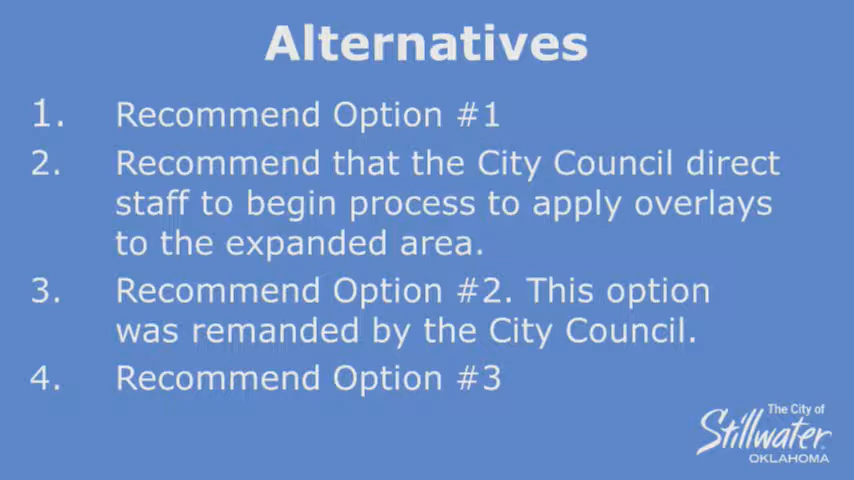 Alternatives
1. Recommend Option #1
2. Recommend that the City Council direct
staff to begin process to apply overlays
to the expanded area.
3. Recommend Option #2. This option
was remanded by the City Council.
4. Recommend Option #3
The City of
Stillwater
OKLAHOMA